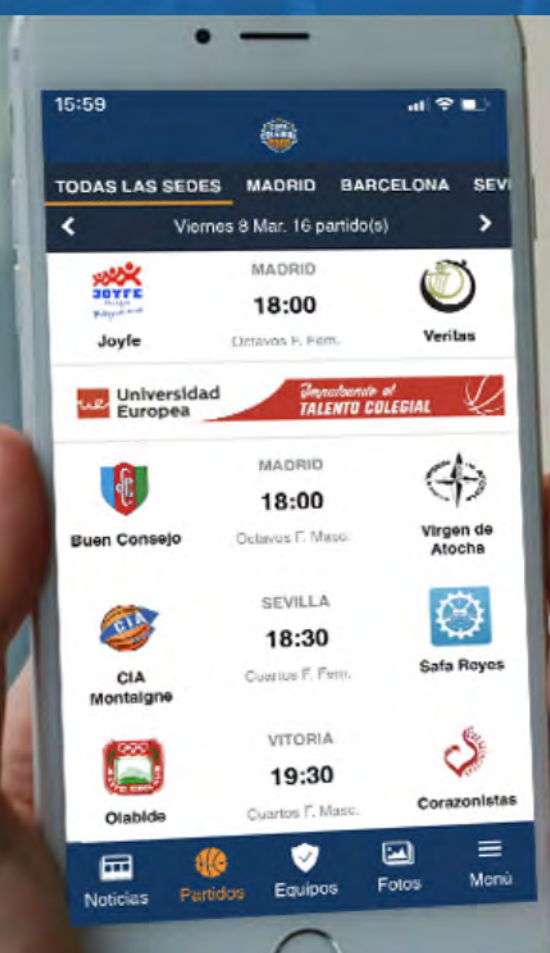 15:59
TODAS LAS SEDES MADRID BARCELONA SEVI
Viernes 8 Mar. 16 partido(s)
MADRID
JOYFE
18:00
Joyfe
Octavos F. Fem.
Veritas
ue Universidad Europea
Impulsando el
TALENTO COLEGIAL
MADRID
18:00
Buen Consejo
Octavos F. Masc.
Virgen de
Atocha
SEVILLA
CIA
18:30
CIA
Montaigne
Cuartos F. Fem.
Safa Reyes
VITORIA
19:30
Olabide
Cuartos F. Masc.
Corazonistas
Noticias Partidos Equipos Fotos Menú